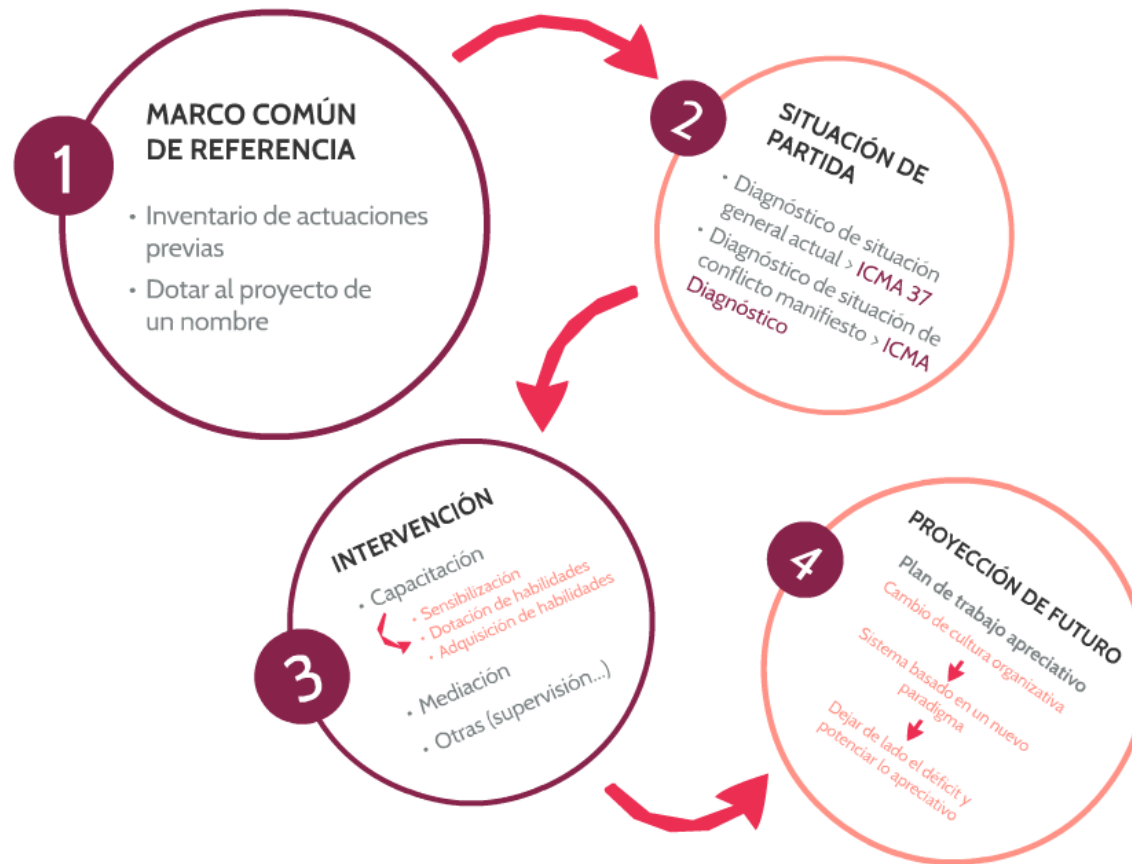 1
MARCO COMÚN
DE REFERENCIA
• Inventario de actuaciones
previas
• Dotar al proyecto de
un nombre
2
SITUACIÓN DE
PARTIDA
• Diagnóstico de situación
general actual > ICMA 37
• Diagnóstico de situación de
conflicto manifiesto > ICMA
Diagnóstico
3
INTERVENCIÓN
• Capacitación
• Sensibilización
• Dotación de habilidades
• Adquisición de habilidades
• Mediación
• Otras (supervisión...)
4
PROYECCIÓN DE FUTURO
Plan de trabajo apreciativo
Cambio de cultura organizativa
Sistema basado en un nuevo
paradigma
Dejar de lado el déficit y
potenciar lo apreciativo